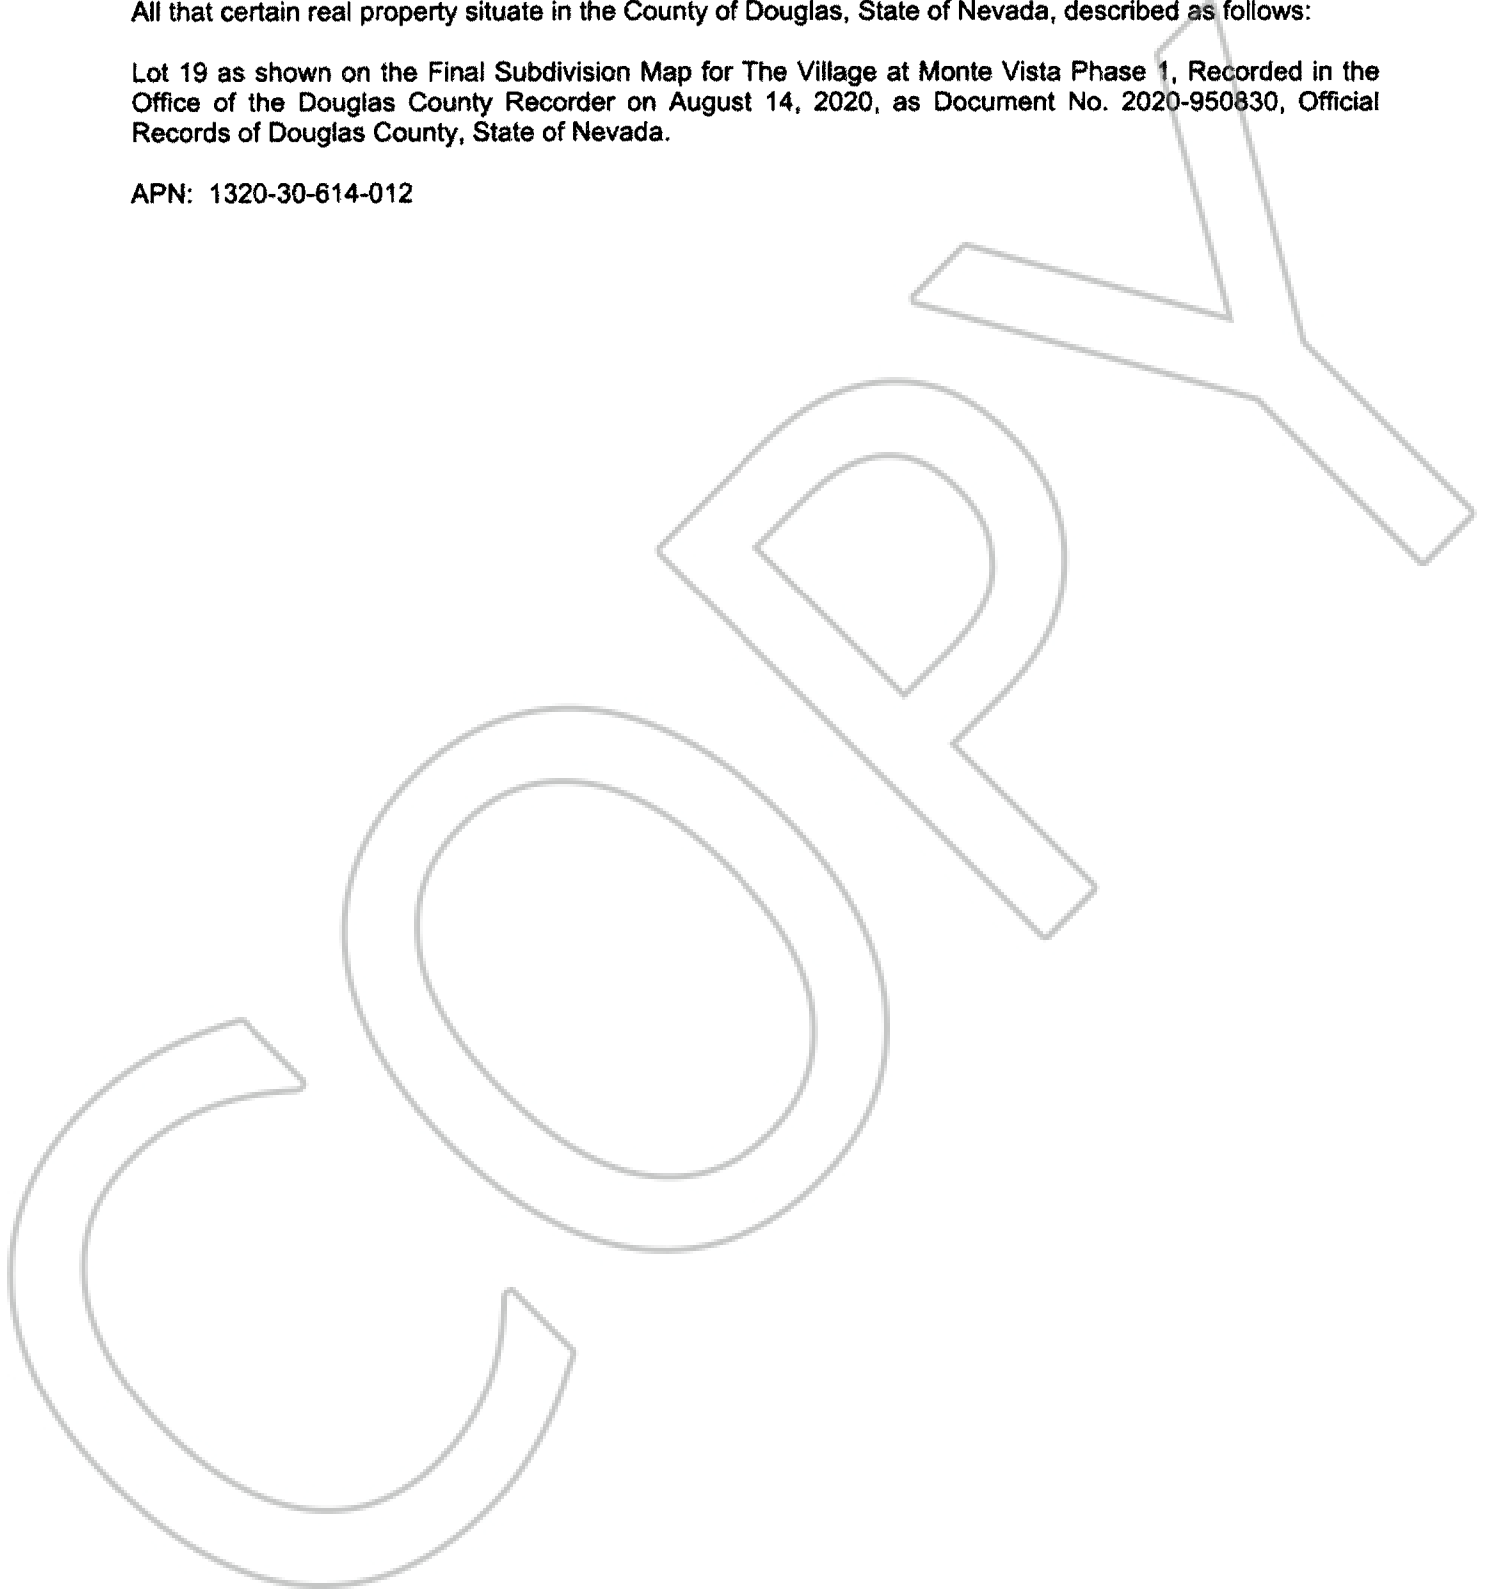 All that certain real property situate in the County of Douglas, State of Nevada, described as follows:
Lot 19 as shown on the Final Subdivision Map for The Village at Monte Vista Phase 1, Recorded in the
Office of the Douglas County Recorder on August 14, 2020, as Document No. 2020-950830, Official
Records of Douglas County, State of Nevada.
APN: 1320-30-614-012
COPY